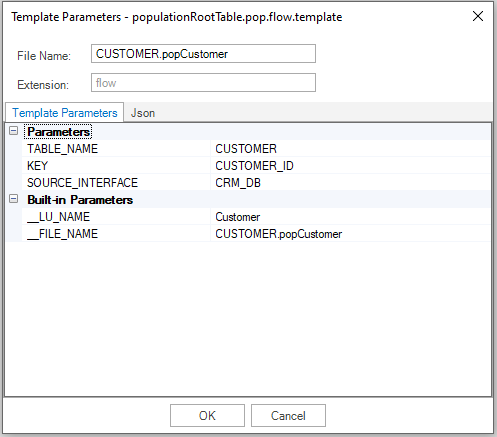 Template Parameters - populationRootTable.pop.flow.template
File Name: CUSTOMER.popCustomer
Extension: flow
Template Parameters Json
Parameters
TABLE_NAME CUSTOMER
KEY CUSTOMER_ID
SOURCE_INTERFACE CRM_DB
Built-in Parameters
__LU_NAME Customer
__FILE_NAME CUSTOMER.popCustomer
OK Cancel